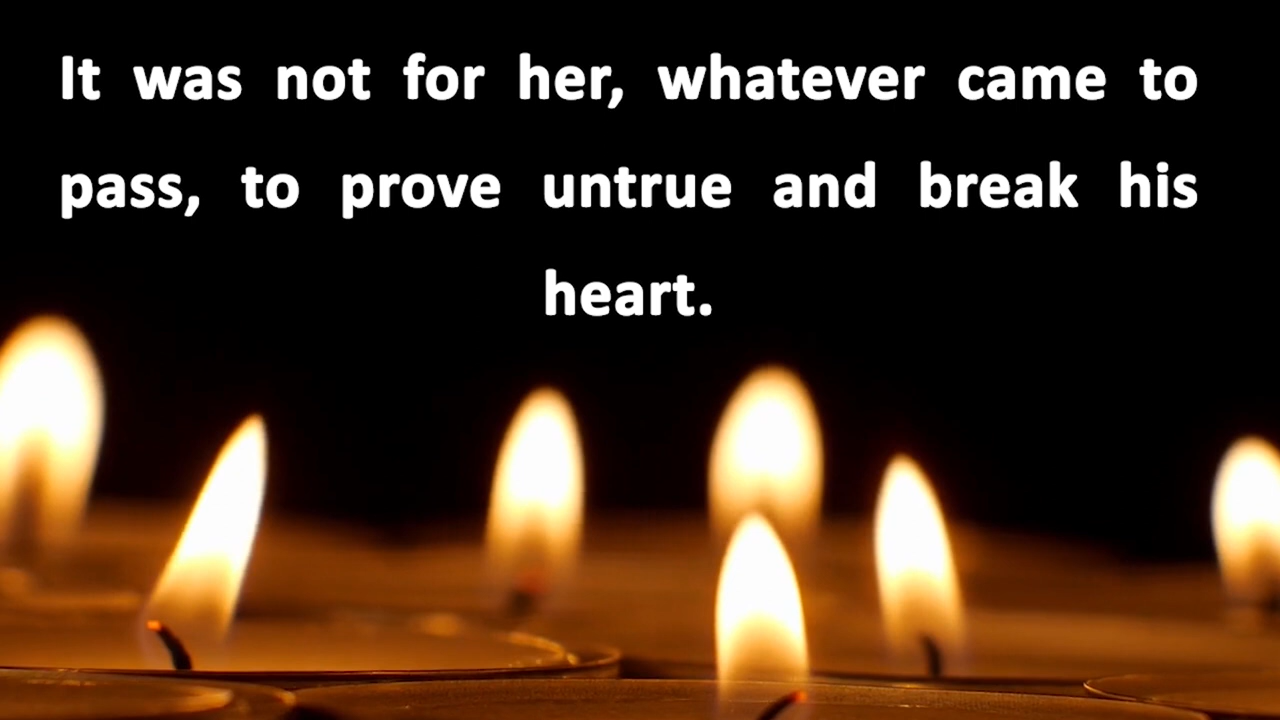 It was not for her, whatever came to
pass, to prove untrue and break his
heart.